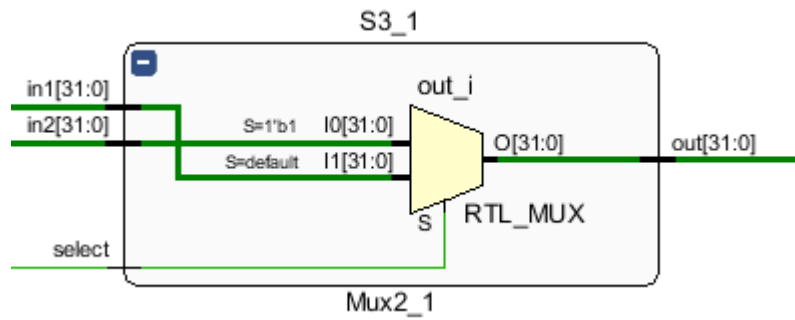 S3_1
in1[31:0]
in2[31:0]
select
out_i
S=1'b1
I0[31:0]
S=default
I1[31:0]
S
O[31:0]
RTL_MUX
out[31:0]
Mux2_1